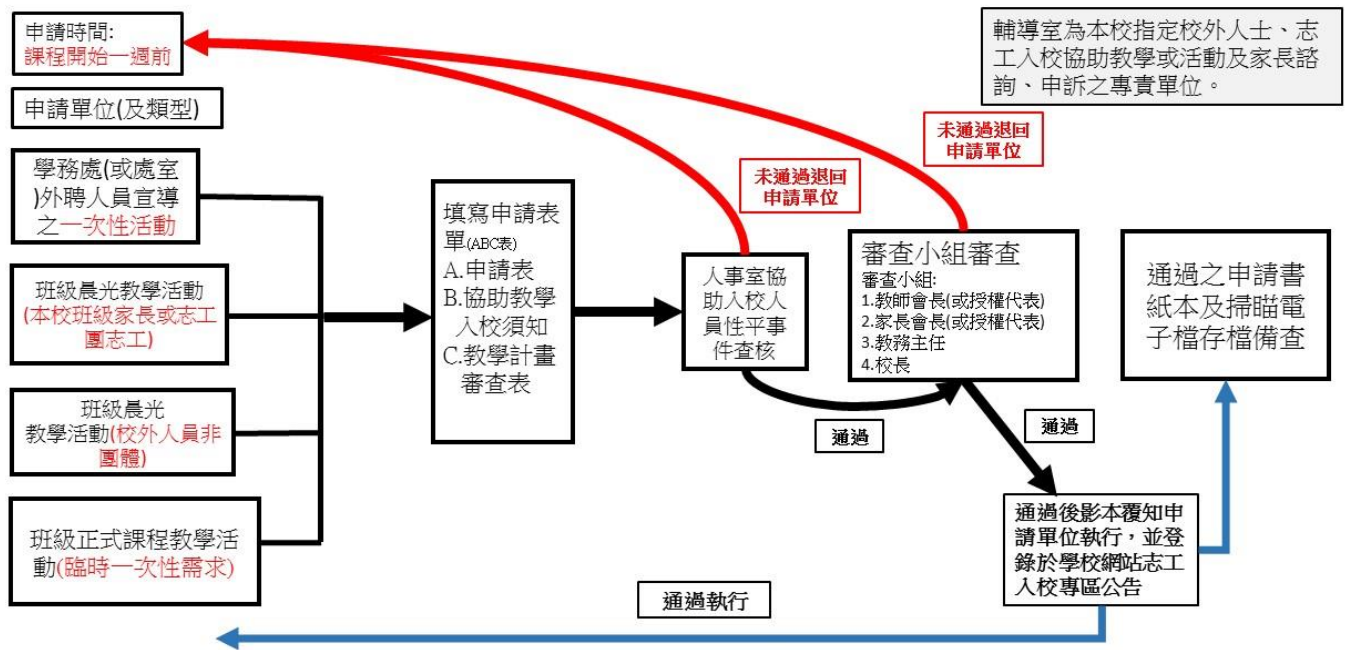 申請時間:
課程開始一週前
申請單位(及類型)
學務處(或處室
)外聘人員宣導
之一次性活動
班級晨光教學活動
(本校班級家長或志工
團志工)
班級晨光
教學活動(校外人員非
團體)
班級正式課程教學活
動(臨時一次性需求)
填寫申請表
單(ABC表)
A.申請表
B.協助教學
入校須知
C.教學計畫
審查表
未通過退回
申請單位
人事室協
助入校人
員性平事
件查核
通過
未通過退回
申請單位
審查小組審查
審查小組:
1.教師會長(或授權代表)
2.家長會長(或授權代表)
3.教務主任
4.校長
通過
輔導室為本校指定校外人士、志
工入校協助教學或活動及家長諮
詢、申訴之專責單位。
通過之申請書
紙本及掃瞄電
子檔存檔備查
通過後影本覆知申
請單位執行，並登
錄於學校網站志工
入校專區公告
通過執行